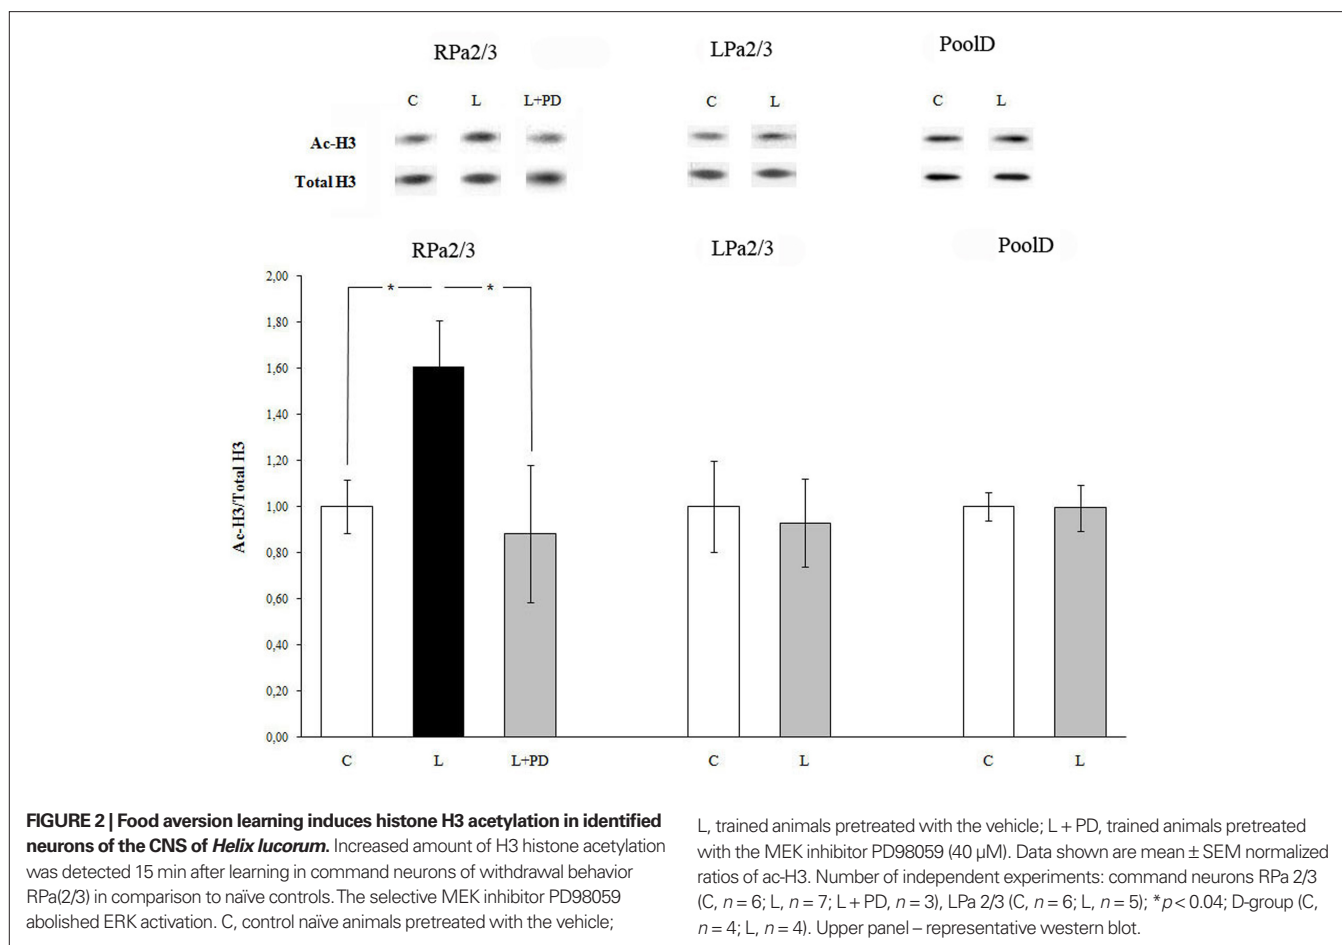 RPa2/3 LPa2/3 PoolD
C L L+PD C L C L
Ac-H3
Total H3
RPa2/3 LPa2/3 PoolD
2,00
* *
1,80
1,60
1,40
1,20
1,00
0,80
0,60
0,40
0,20
0,00
Ac-H3/Total H3
C L L+PD C L C L
FIGURE 2 | Food aversion learning induces histone H3 acetylation in identified
neurons of the CNS of Helix lucorum. Increased amount of H3 histone acetylation
was detected 15 min after learning in command neurons of withdrawal behavior
RPa(2/3) in comparison to naïve controls. The selective MEK inhibitor PD98059
abolished ERK activation. C, control naïve animals pretreated with the vehicle;
L, trained animals pretreated with the vehicle; L + PD, trained animals pretreated
with the MEK inhibitor PD98059 (40 μM). Data shown are mean ± SEM normalized
ratios of ac-H3. Number of independent experiments: command neurons RPa 2/3
(C, n = 6; L, n = 7; L + PD, n = 3), LPa 2/3 (C, n = 6; L, n = 5); *p < 0.04; D-group (C,
n = 4; L, n = 4). Upper panel – representative western blot.